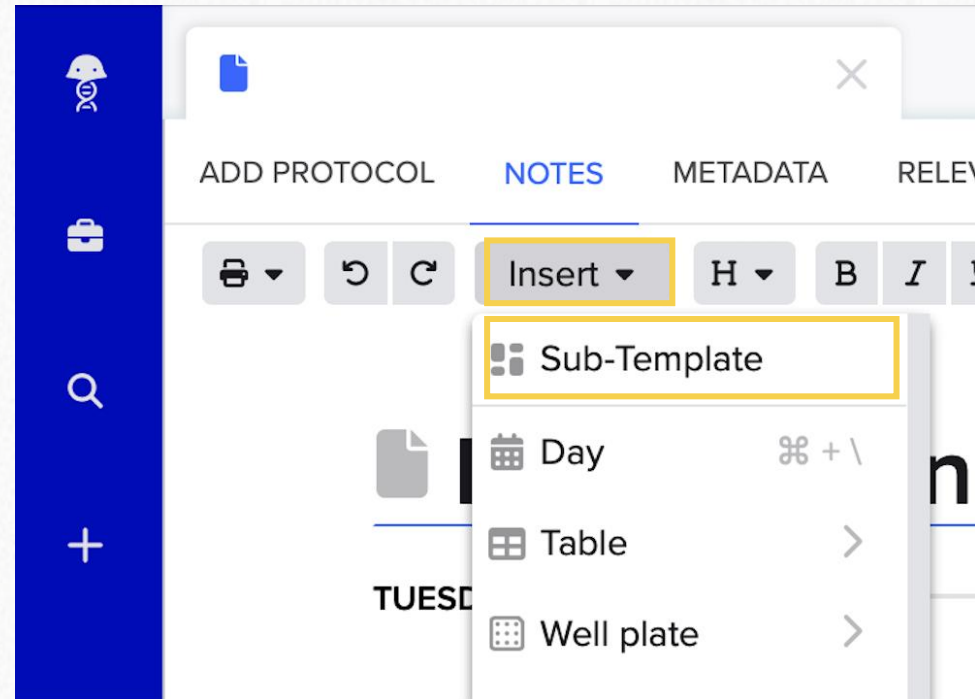 ADD PROTOCOL NOTES METADATA
Insert H B I
Sub-Template
Day ⌘ + \
Table
Well plate